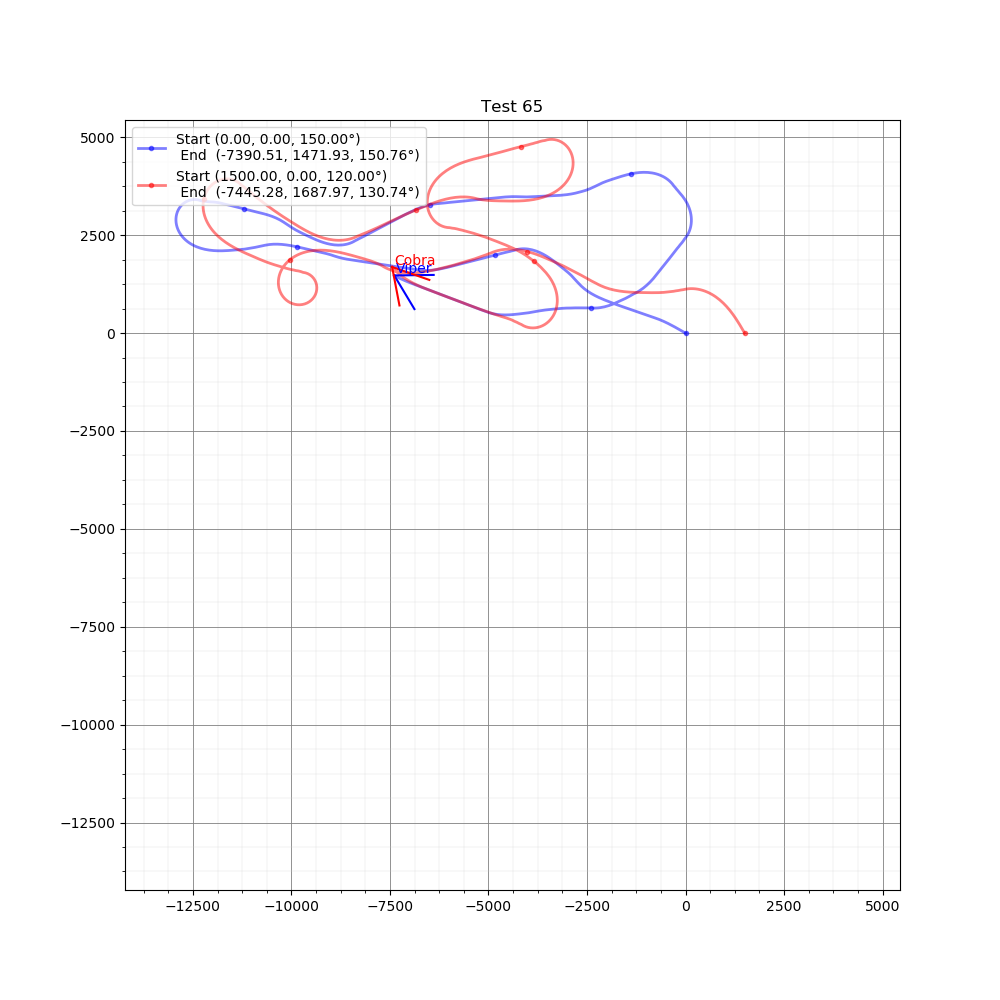 Test 65
Start (0.00, 0.00, 150.00°)
End  (-7390.51, 1471.93, 150.76°)
Start (1500.00, 0.00, 120.00°)
End  (-7445.28, 1687.97, 130.74°)
5000
2500
0
−2500
−5000
−7500
−10000
−12500
Cobra
Viper
−12500 −10000 −7500 −5000 −2500 0 2500 5000